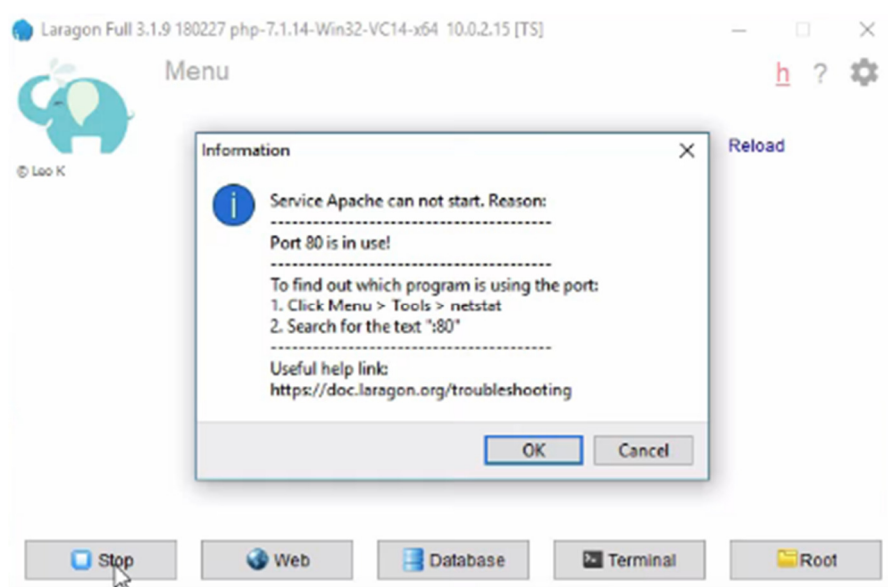 Laragon Full 3.1.9 180227 php-7.1.14-Win32-VC14-x64 10.0.2.15 [TS]
Menu
h ?
© Leo K
Reload
Information
Service Apache can not start. Reason:
----------------------------------------
Port 80 is in use!
----------------------------------------
To find out which program is using the port:
1. Click Menu > Tools > netstat
2. Search for the text ":80"
----------------------------------------
Useful help link:
https://doc.laragon.org/troubleshooting
OK Cancel
Stop Web Database Terminal Root